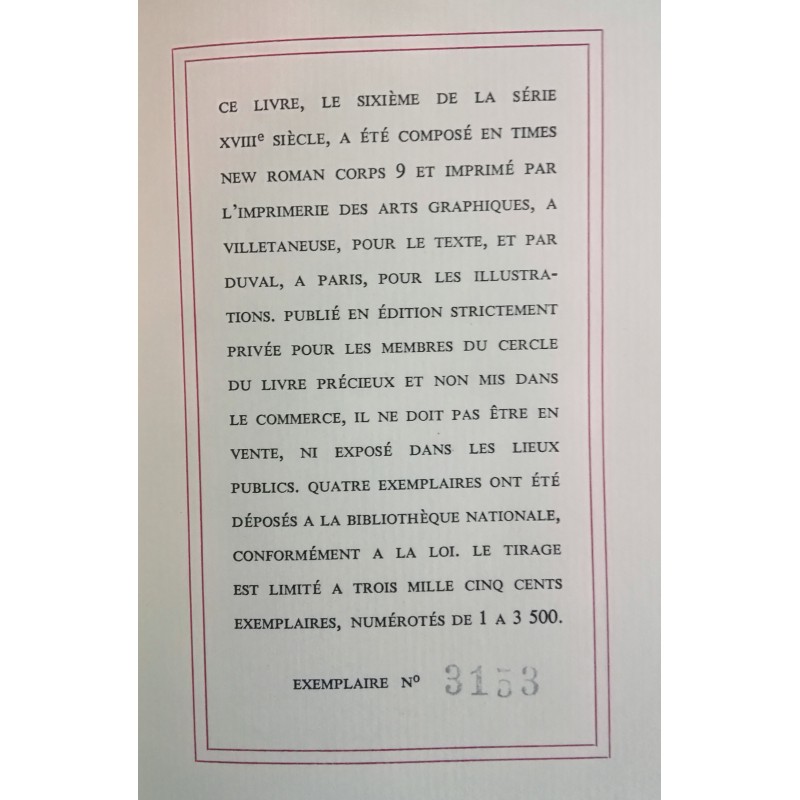 CE LIVRE, LE SIXIÈME DE LA SÉRIE
XVIIIe SIÈCLE, A ÉTÉ COMPOSÉ EN TIMES
NEW ROMAN CORPS 9 ET IMPRIMÉ PAR
L'IMPRIMERIE DES ARTS GRAPHIQUES, A
VILLETANEUSE, POUR LE TEXTE, ET PAR
DUVAL, A PARIS, POUR LES ILLUSTRA-
TIONS. PUBLIÉ EN ÉDITION STRICTEMENT
PRIVÉE POUR LES MEMBRES DU CERCLE
DU LIVRE PRÉCIEUX ET NON MIS DANS
LE COMMERCE, IL NE DOIT PAS ÊTRE EN
VENTE, NI EXPOSÉ DANS LES LIEUX
PUBLICS. QUATRE EXEMPLAIRES ONT ÉTÉ
DÉPOSÉS A LA BIBLIOTHÈQUE NATIONALE,
CONFORMÉMENT A LA LOI. LE TIRAGE
EST LIMITÉ A TROIS MILLE CINQ CENTS
EXEMPLAIRES, NUMÉROTÉS DE 1 A 3 500.
EXEMPLAIRE No 3153